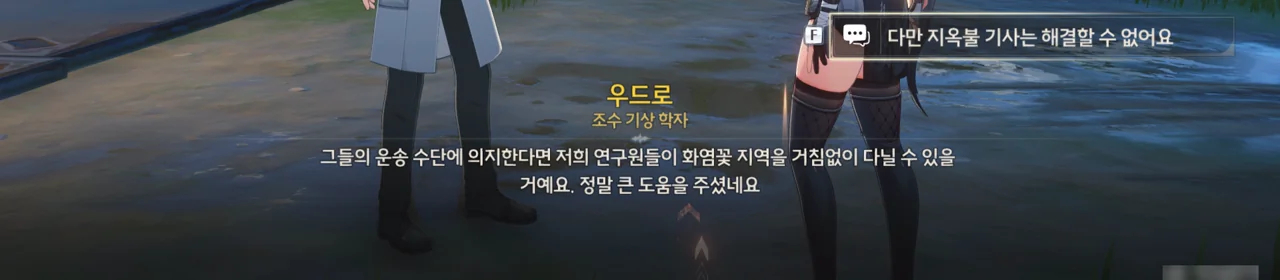 F
다만 지옥불 기사는 해결할 수 없어요
우드로
조수 기상 학자
그들의 운송 수단에 의지한다면 저희 연구원들이 화염꽃 지역을 거침없이 다닐 수 있을
거예요. 정말 큰 도움을 주셨네요